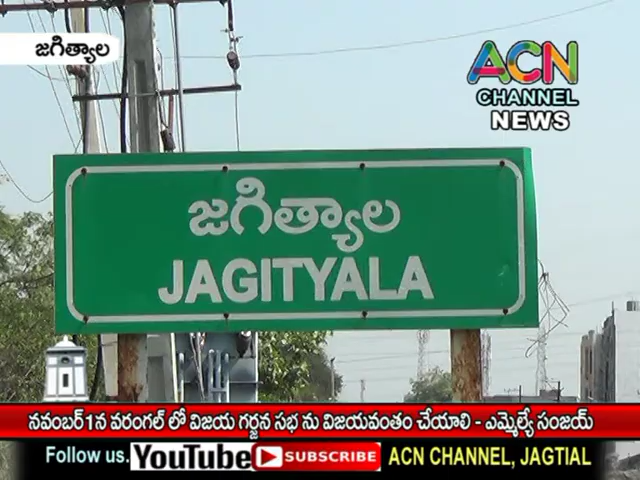 జగిత్యాల
ACN
CHANNEL
NEWS
జగిత్యాల
JAGITYALA
నవంబర్1న వరంగల్ లో విజయ గర్జన సభ ను విజయవంతం చేయాలి - ఎమ్మెల్యే సంజయ్
Follow us. YouTube SUBSCRIBE ACN CHANNEL, JAGTIAL